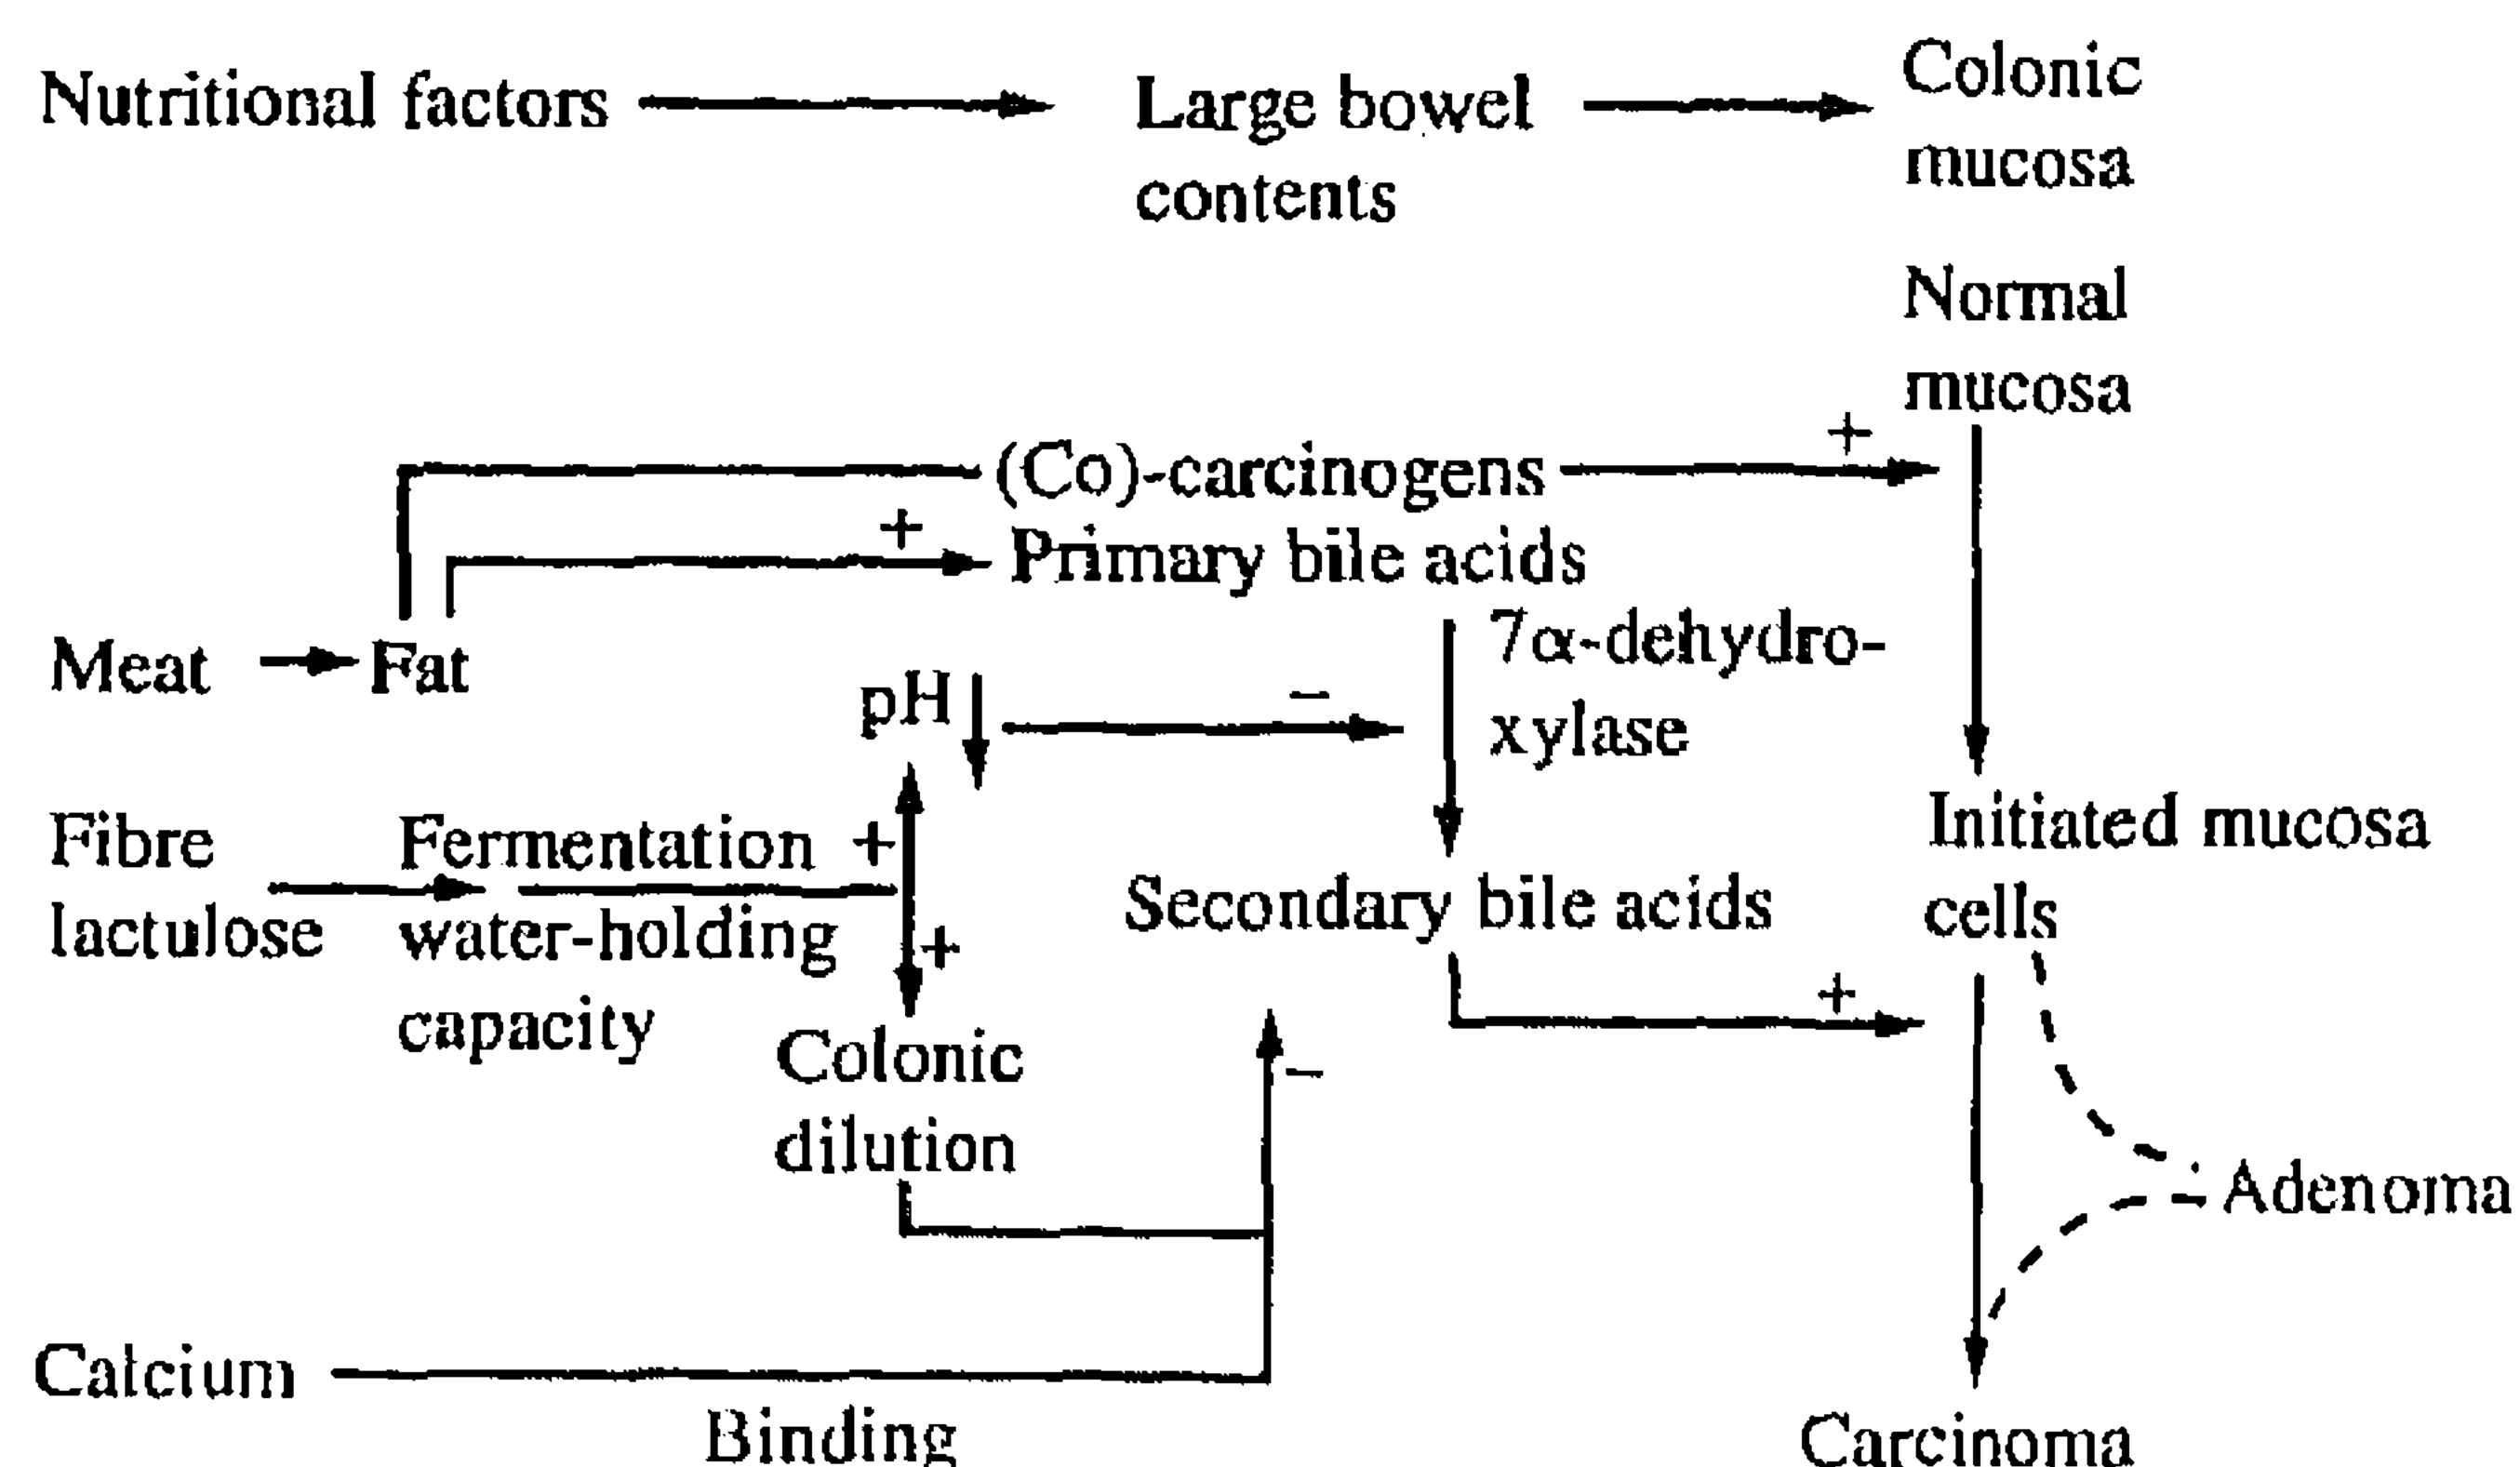 Nutritional factors
Large bowel
contents
Colonic
mucosa
Normal
mucosa
+
(Co)-carcinogens
+
Primary bile acids
Meat
Fat
7α-dehydro-
xylase
pH
−
Fibre
lactulose
Fermentation
water-holding
capacity
+
+
Secondary bile acids
Initiated mucosa
cells
+
Colonic
dilution
−
Adenoma
Calcium
Binding
Carcinoma